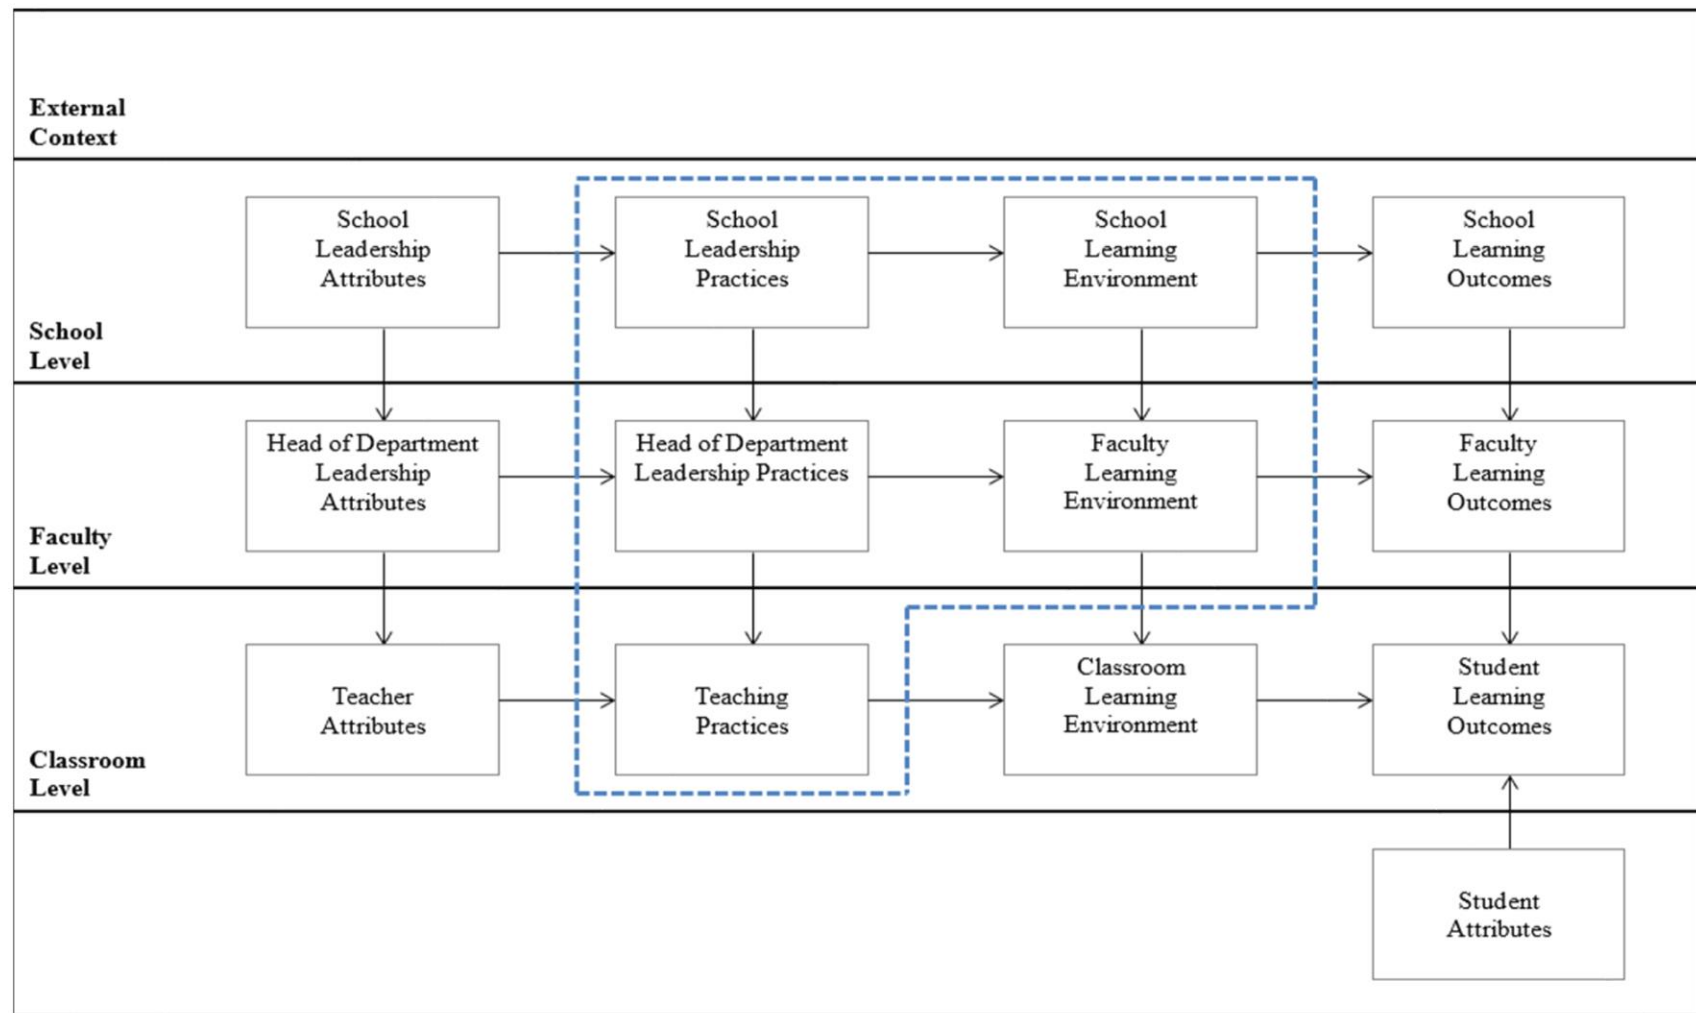 External
Context
School
Leadership
Attributes
School
Leadership
Practices
School
Learning
Environment
School
Learning
Outcomes
School
Level
Head of Department
Leadership
Attributes
Head of Department
Leadership Practices
Faculty
Learning
Environment
Faculty
Learning
Outcomes
Faculty
Level
Teacher
Attributes
Teaching
Practices
Classroom
Learning
Environment
Student
Learning
Outcomes
Classroom
Level
Student
Attributes